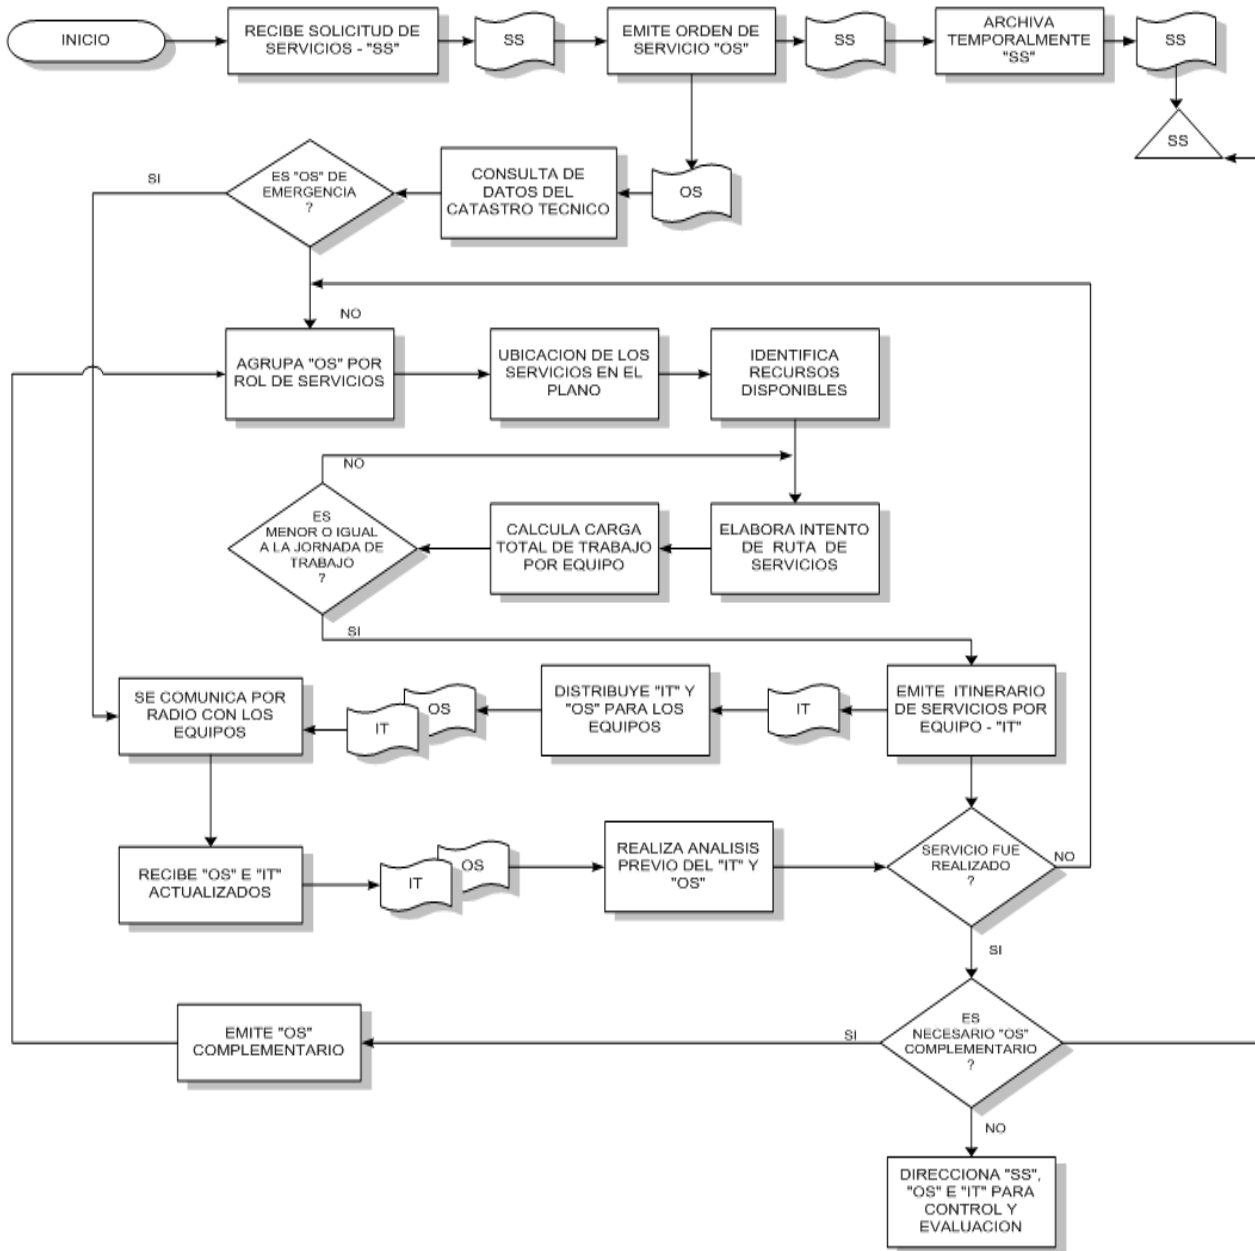 INICIO
RECIBE SOLICITUD DE
SERVICIOS - "SS"
SS
EMITE ORDEN DE
SERVICIO "OS"
SS
ARCHIVA
TEMPORALMENTE
"SS"
SS
SS
SI
ES "OS" DE
EMERGENCIA
?
CONSULTA DE
DATOS DEL
CATASTRO TECNICO
OS
NO
AGRUPA "OS" POR
ROL DE SERVICIOS
UBICACION DE LOS
SERVICIOS EN EL
PLANO
IDENTIFICA
RECURSOS
DISPONIBLES
NO
ES
MENOR O IGUAL
A LA JORNADA DE
TRABAJO
?
CALCULA CARGA
TOTAL DE TRABAJO
POR EQUIPO
ELABORA INTENTO
DE RUTA DE
SERVICIOS
SI
SE COMUNICA POR
RADIO CON LOS
EQUIPOS
IT
OS
DISTRIBUYE "IT" Y
"OS" PARA LOS
EQUIPOS
IT
EMITE ITINERARIO
DE SERVICIOS POR
EQUIPO - "IT"
RECIBE "OS" E "IT"
ACTUALIZADOS
IT
OS
REALIZA ANALISIS
PREVIO DEL "IT" Y
"OS"
SERVICIO FUE
REALIZADO
?
NO
SI
EMITE "OS"
COMPLEMENTARIO
SI
ES
NECESARIO "OS"
COMPLEMENTARIO
?
NO
DIRECCIONA "SS",
"OS" E "IT" PARA
CONTROL Y
EVALUACION